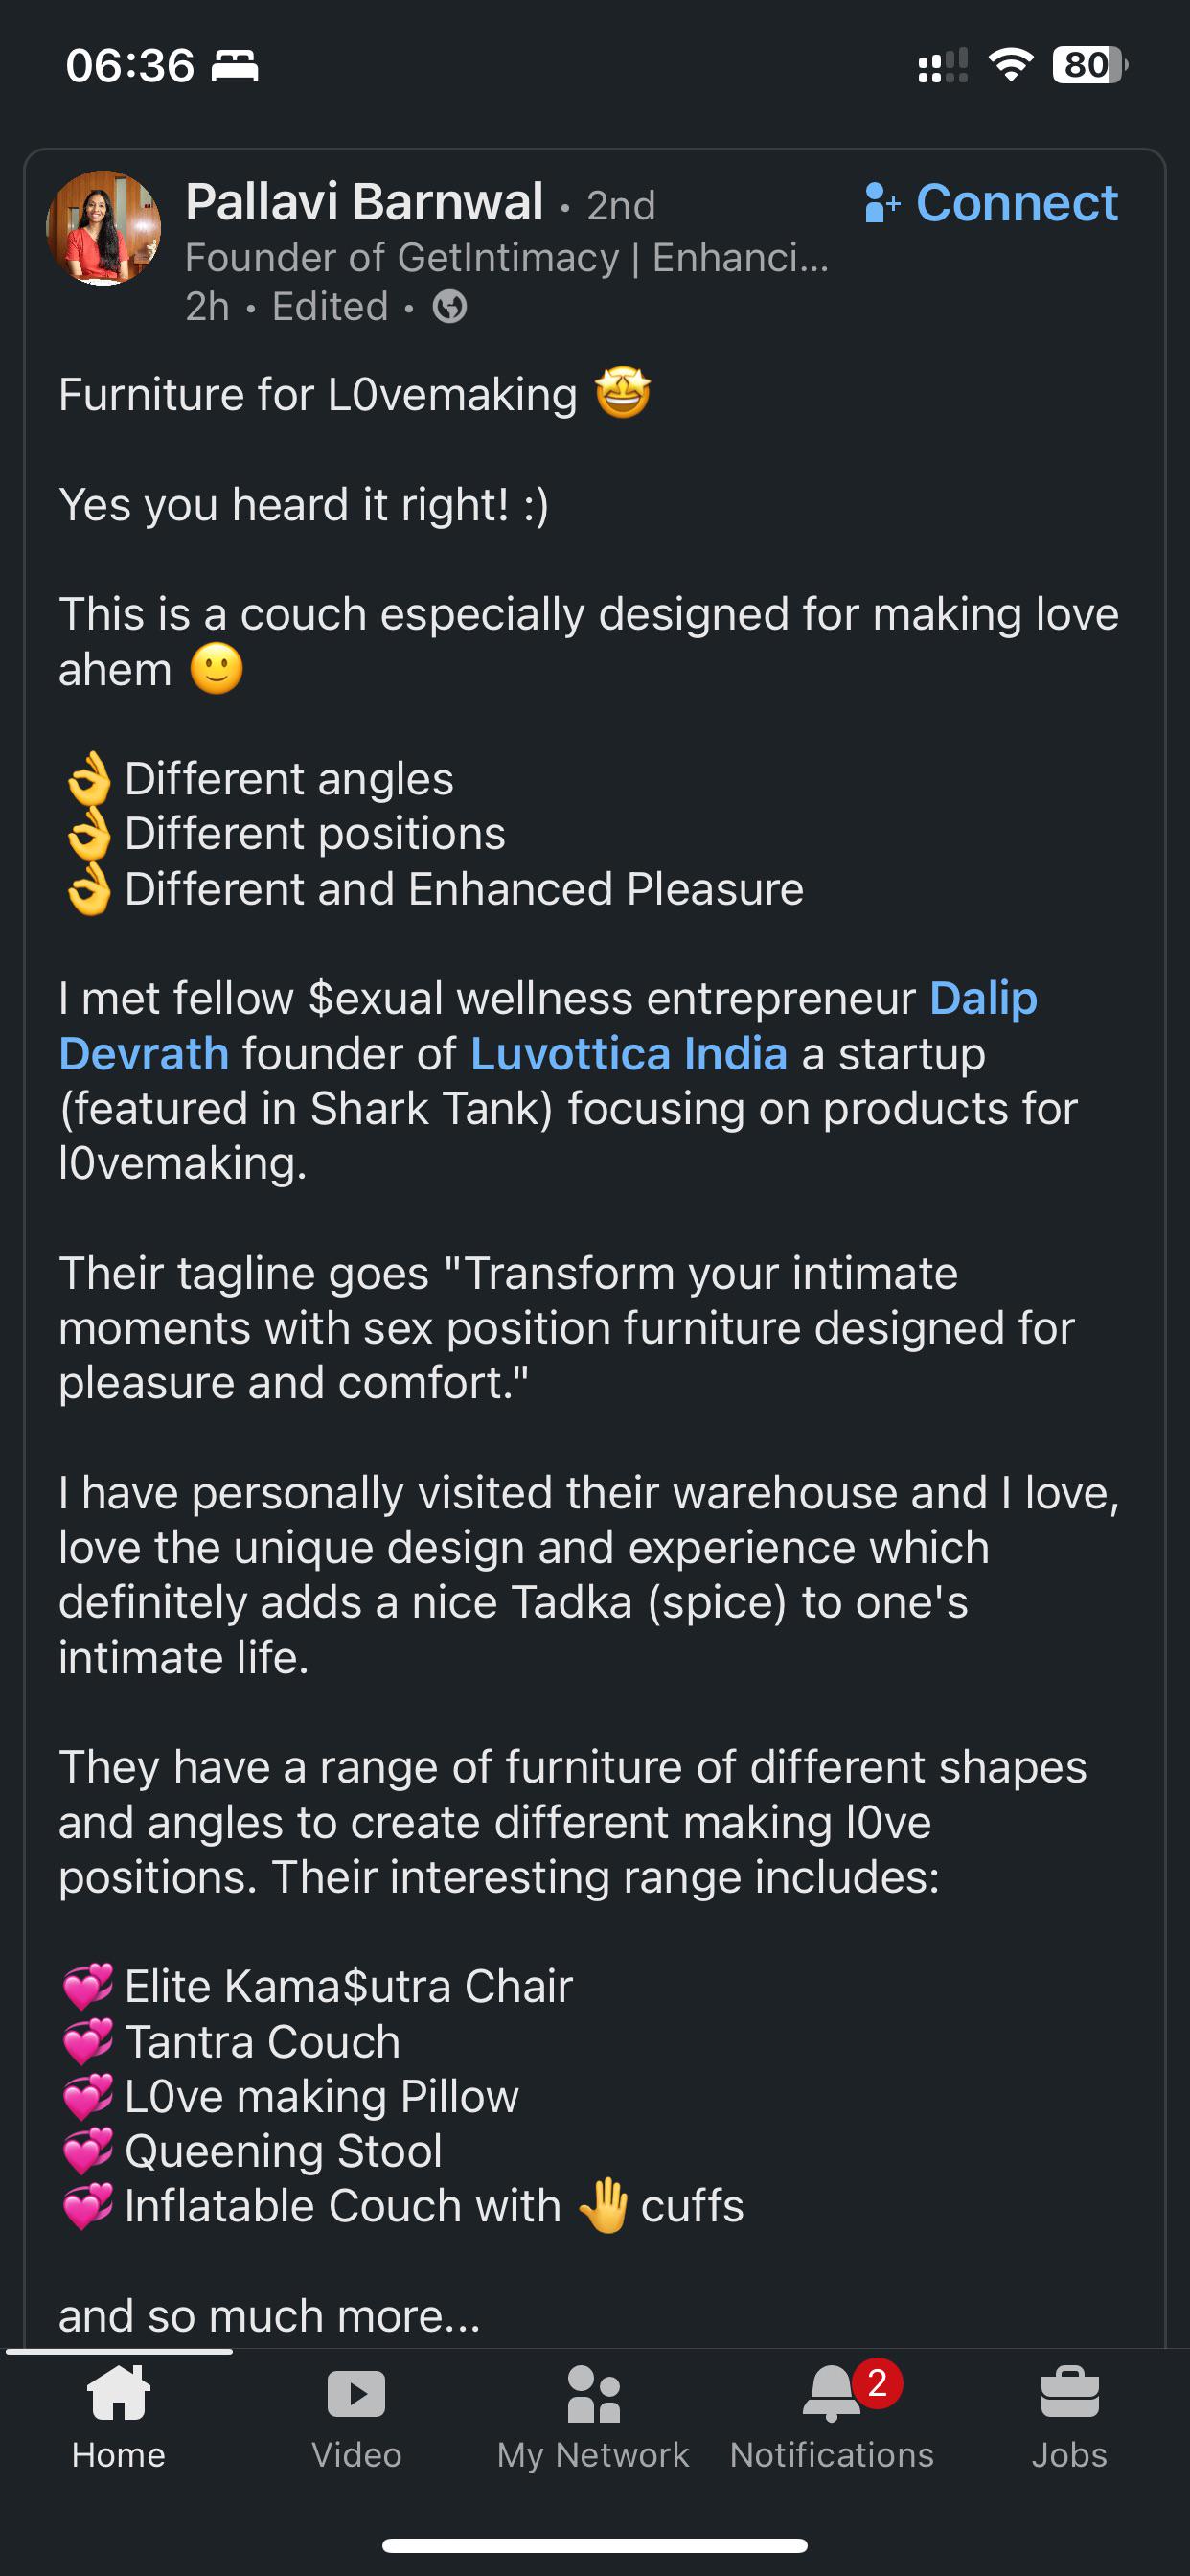 06:36
80
Pallavi Barnwal · 2nd
Connect
Founder of GetIntimacy | Enhanci...
2h • Edited •
Furniture for L0vemaking 🤩
Yes you heard it right! :)
This is a couch especially designed for making love
ahem 🙂
👌Different angles
👌Different positions
👌Different and Enhanced Pleasure
I met fellow $exual wellness entrepreneur Dalip
Devrath founder of Luvottica India a startup
(featured in Shark Tank) focusing on products for
l0vemaking.
Their tagline goes "Transform your intimate
moments with sex position furniture designed for
pleasure and comfort."
I have personally visited their warehouse and I love,
love the unique design and experience which
definitely adds a nice Tadka (spice) to one's
intimate life.
They have a range of furniture of different shapes
and angles to create different making l0ve
positions. Their interesting range includes:
💞Elite Kama$utra Chair
💞Tantra Couch
💞L0ve making Pillow
💞Queening Stool
💞Inflatable Couch with 🤚cuffs
and so much more...
2
Home
Video
My Network
Notifications
Jobs